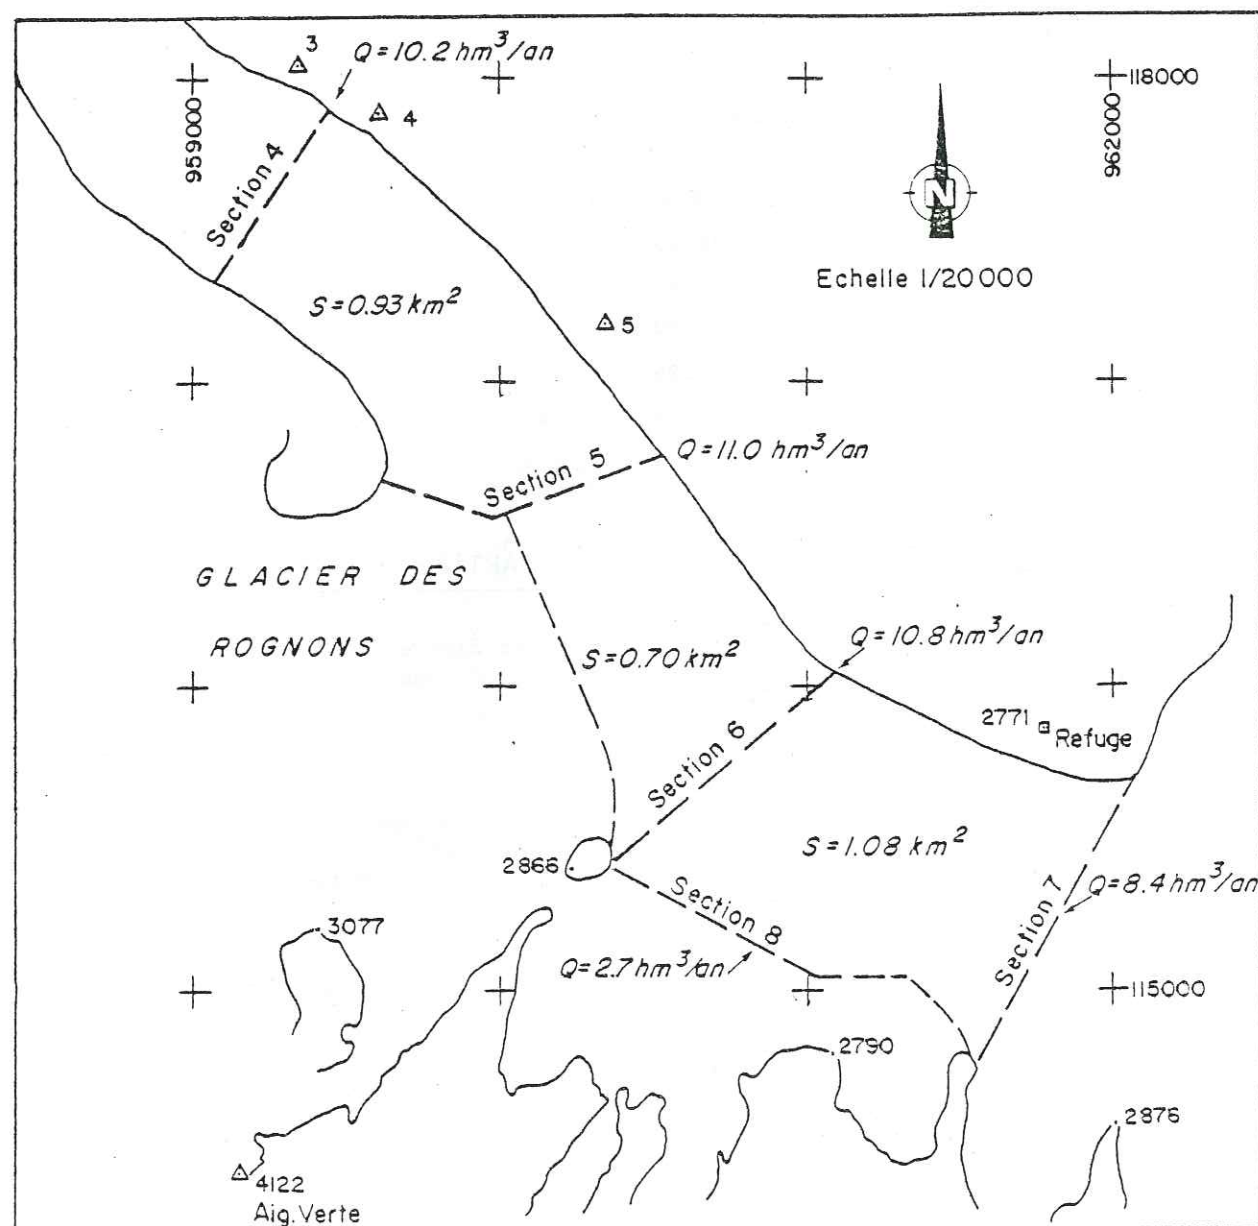 3
Q=10.2 hm³/an
4
959000
118000
962000
Section 4
N
Echelle 1/20000
S=0.93 km²
5
Q=11.0 hm³/an
Section 5
GLACIER DES
ROGNONS
S=0.70 km²
Q=10.8 hm³/an
2771
Refuge
Section 6
S=1.08 km²
2866
Q=8.4 hm³/an
Section 8
Section 7
3077
Q=2.7 hm³/an
115000
2790
2876
4122
Aig. Verte